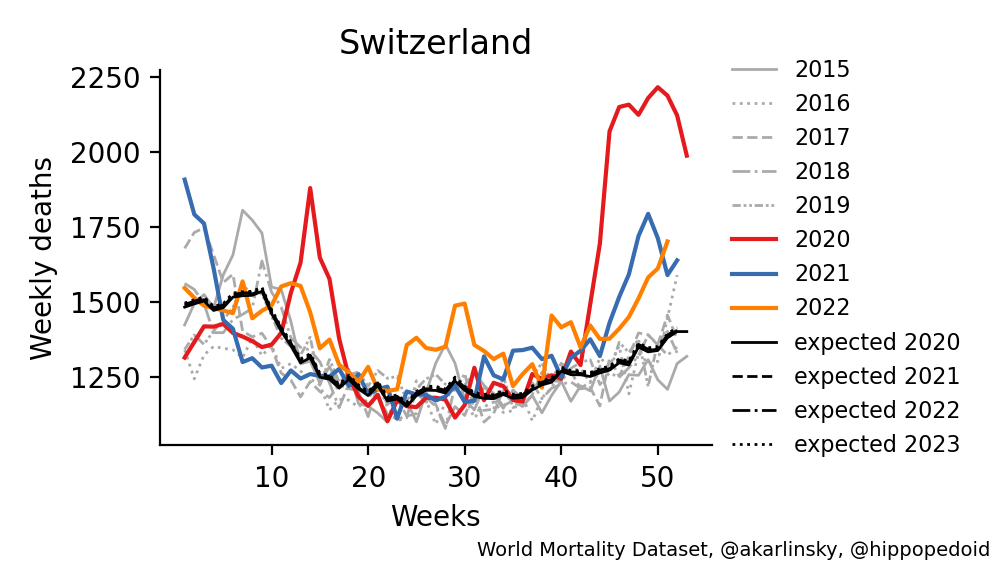 Switzerland
Weekly deaths
2250
2000
1750
1500
1250
10 20 30 40 50
Weeks
2015
2016
2017
2018
2019
2020
2021
2022
expected 2020
expected 2021
expected 2022
expected 2023
World Mortality Dataset, @akarlinsky, @hippopedoid